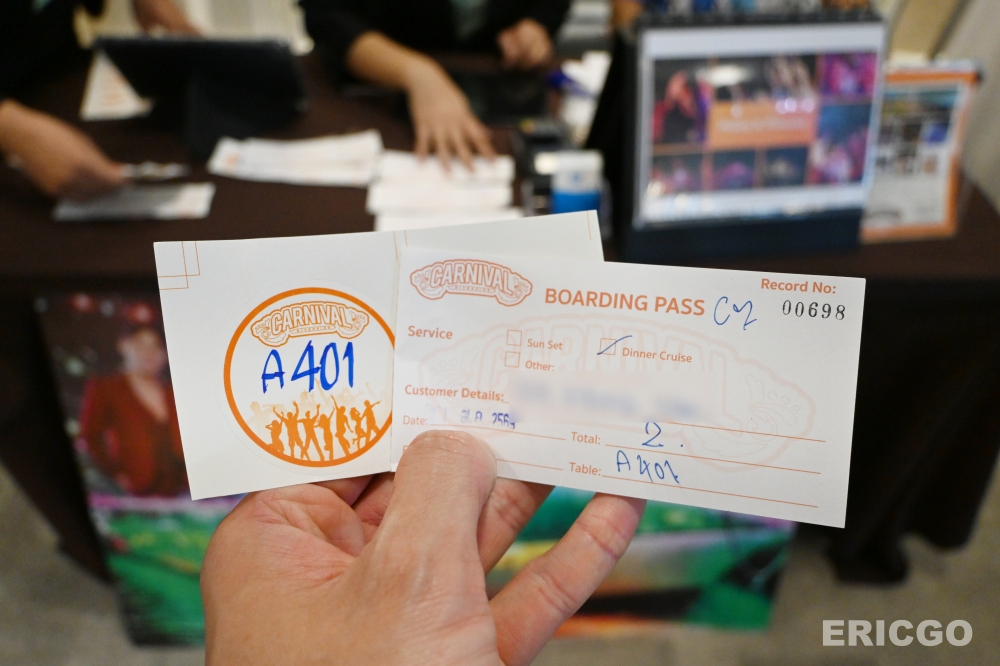 CARNIVAL
A401
CARNIVAL
BOARDING PASS
Record No:
00698
Service
Sun Set
Dinner Cruise
Other:
Customer Details:
Date:
Total: 2.
Table: A401
ERICGO